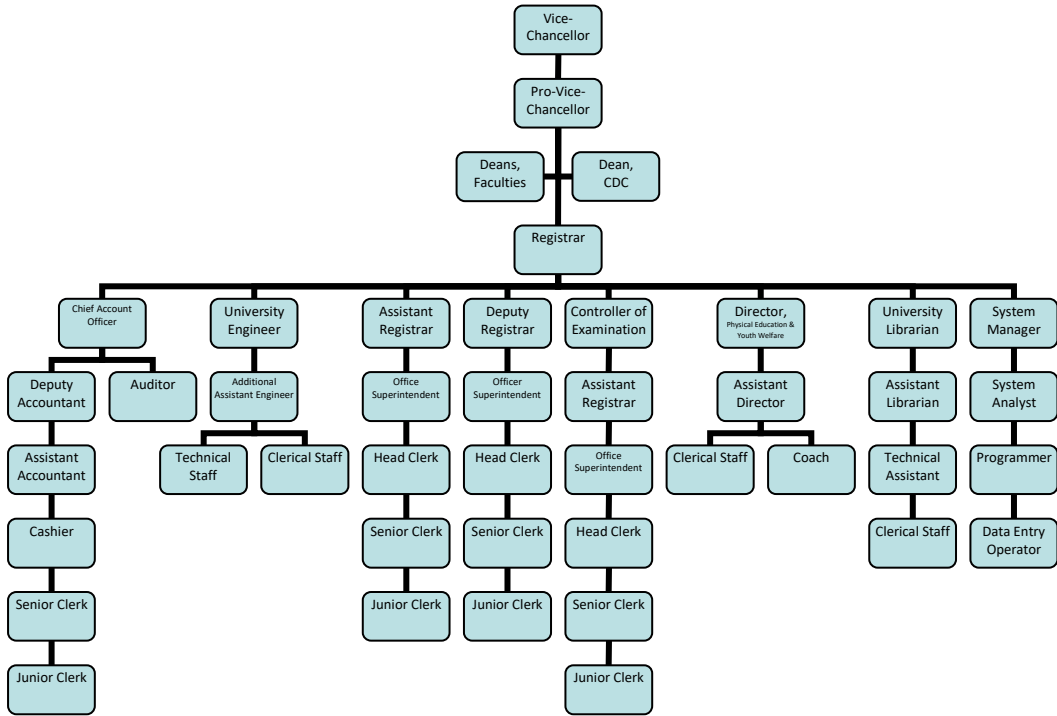 Vice-
Chancellor
Pro-Vice-
Chancellor
Deans,
Faculties
Dean,
CDC
Registrar
Chief Account
Officer
University
Engineer
Assistant
Registrar
Deputy
Registrar
Controller of
Examination
Director,
Physical Education &
Youth Welfare
University
Librarian
System
Manager
Deputy
Accountant
Auditor
Additional
Assistant Engineer
Office
Superintendent
Officer
Superintendent
Assistant
Registrar
Assistant
Director
Assistant
Librarian
System
Analyst
Assistant
Accountant
Technical
Staff
Clerical Staff
Head Clerk
Head Clerk
Office
Superintendent
Clerical Staff
Coach
Technical
Assistant
Programmer
Cashier
Senior Clerk
Senior Clerk
Head Clerk
Clerical Staff
Data Entry
Operator
Senior Clerk
Junior Clerk
Junior Clerk
Senior Clerk
Junior Clerk
Junior Clerk